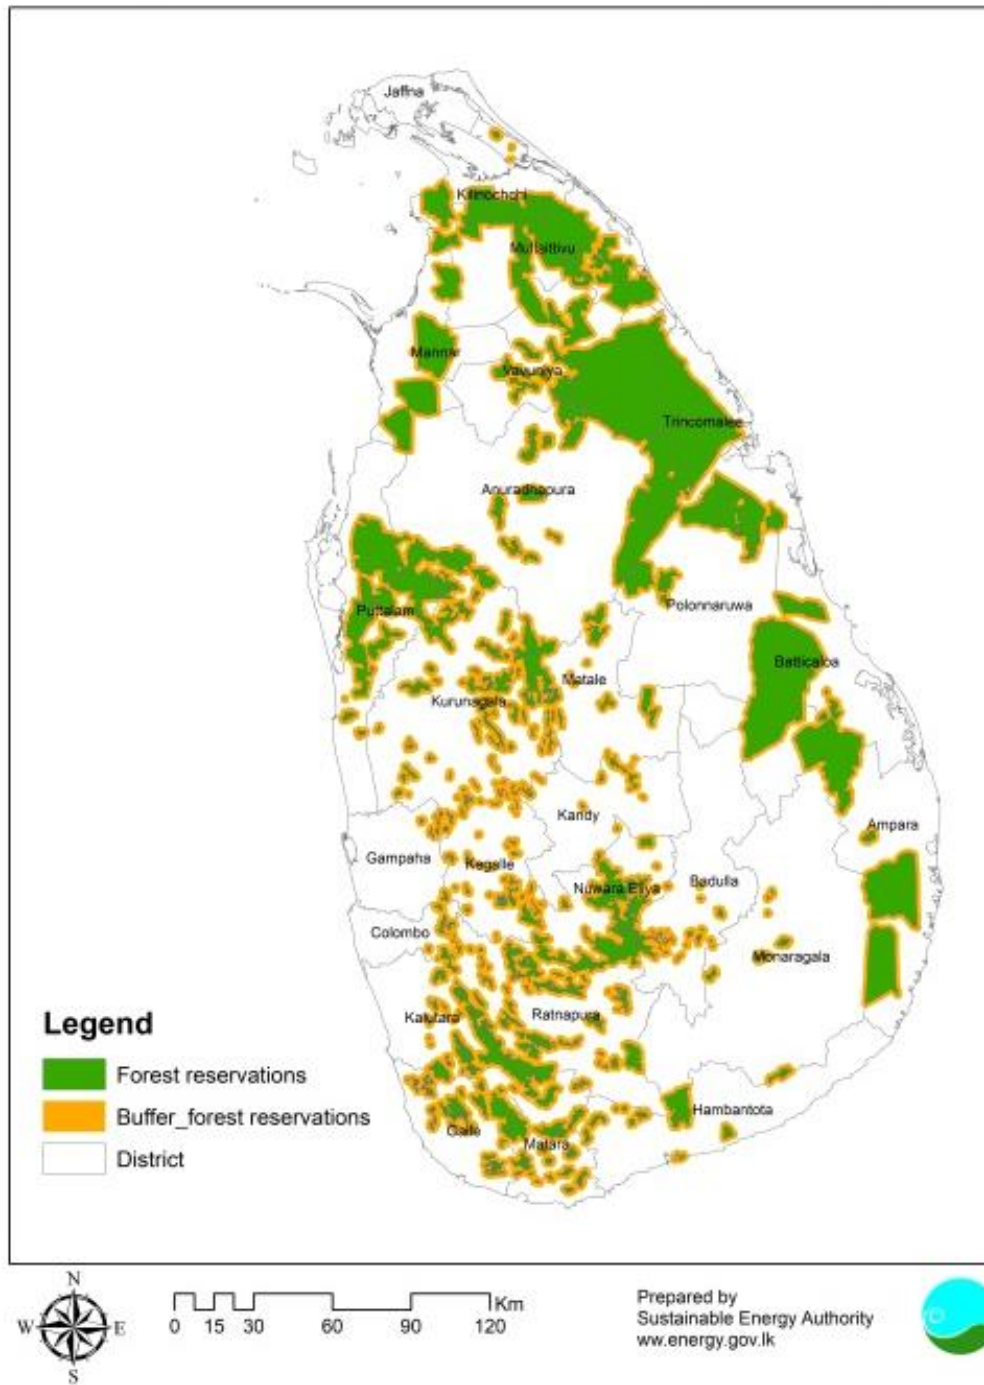 Jaffna
Kilinochchi
Mullaittivu
Mannar
Vavuniya
Trincomalee
Anuradhapura
Polonnaruwa
Puttalam
Batticaloa
Matale
Kurunagala
Kandy
Ampara
Gampaha
Kegalle
Nuwara Eliya
Badulla
Colombo
Monaragala
Kalutara
Ratnapura
Hambantota
Galle
Matara
Legend
Forest reservations
Buffer_forest reservations
District
N
W E
S
Km
0 15 30 60 90 120
Prepared by
Sustainable Energy Authority
ww.energy.gov.lk